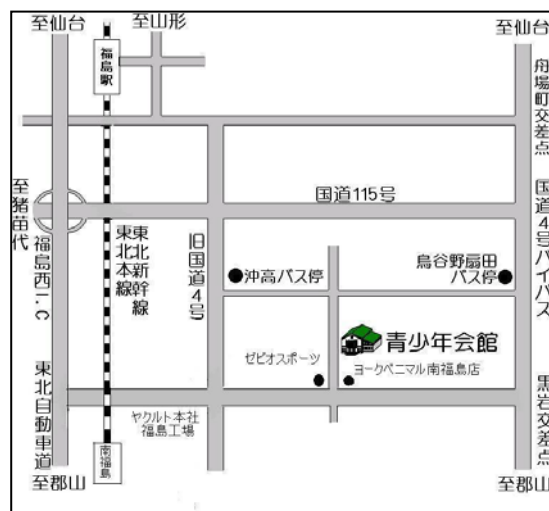 至仙台
至山形
至仙台
福島駅
舟場町交差点
国道115号
至猪苗代
福島西I.C
東北新幹線
東北本線
旧国道4号
国道4号バイパス
沖高バス停
鳥谷野扇田
バス停
青少年会館
ゼビオスポーツ
ヨークベニマル南福島店
東北自動車道
黒岩交差点
ヤクルト本社
福島工場
南福島
至郡山
至郡山